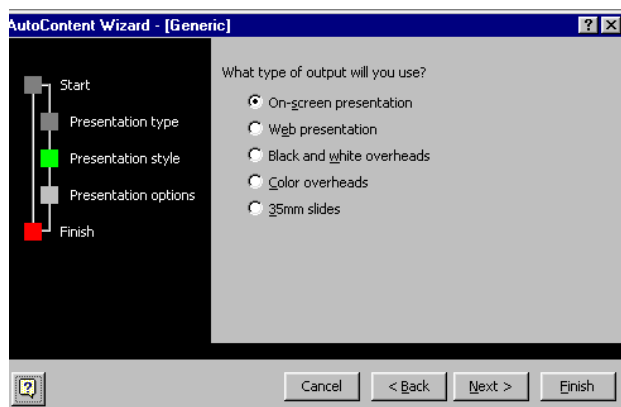 AutoContent Wizard - [Generic]
Start
Presentation type
Presentation style
Presentation options
Finish
What type of output will you use?
On-screen presentation
Web presentation
Black and white overheads
Color overheads
35mm slides
Cancel
< Back
Next >
Finish